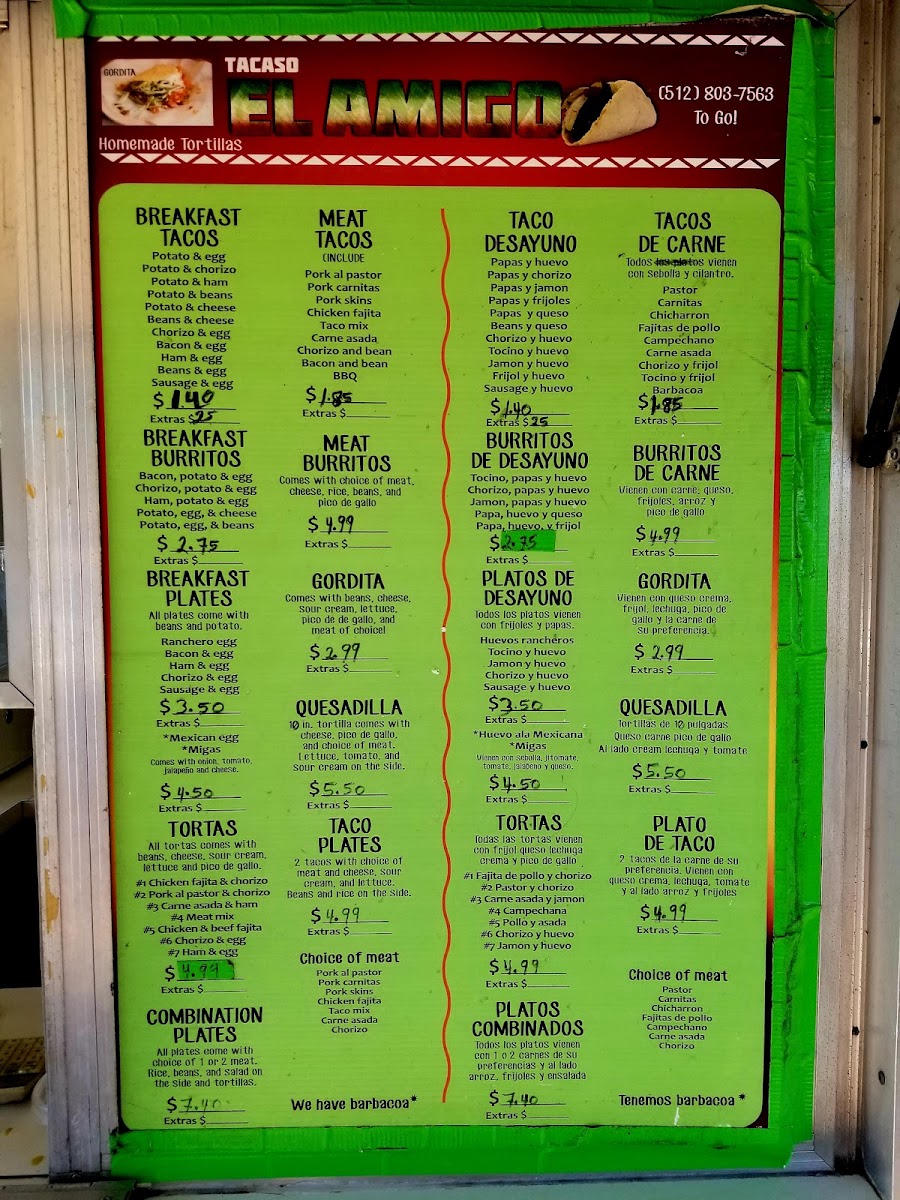 GORDITA
TACASO
EL AMIGO
(512) 803-7563
To Go!
Homemade Tortillas
BREAKFAST
TACOS
Potato & egg
Potato & chorizo
Potato & ham
Potato & beans
Potato & cheese
Beans & cheese
Chorizo & egg
Bacon & egg
Ham & egg
Beans & egg
Sausage & egg
$1.40
Extras $.25
BREAKFAST
BURRITOS
Bacon, potato & egg
Chorizo, potato & egg
Ham, potato & egg
Potato, egg, & cheese
Potato, egg, & beans
$2.75
Extras $
BREAKFAST
PLATES
All plates come with
beans and potato.
Ranchero egg
Bacon & egg
Ham & egg
Chorizo & egg
Sausage & egg
$3.50
Extras $
*Mexican egg
*Migas
Comes with onion, tomato,
jalapeño and cheese.
$4.50
Extras $
TORTAS
All tortas comes with
beans, cheese, sour cream,
lettuce and pico de gallo.
#1 Chicken fajita & chorizo
#2 Pork al pastor & chorizo
#3 Carne asada & ham
#4 Meat mix
#5 Chicken & beef fajita
#6 Chorizo & egg
#7 Ham & egg
$4.99
Extras $
COMBINATION
PLATES
All plates come with
choice of 1 or 2 meat.
Rice, beans, and salad on
the side and tortillas.
$7.40
Extras $
MEAT
TACOS
(INCLUDE
Pork al pastor
Pork carnitas
Pork skins
Chicken fajita
Taco mix
Carne asada
Chorizo and bean
Bacon and bean
BBQ
$1.85
Extras $
MEAT
BURRITOS
Comes with choice of meat,
cheese, rice, beans, and
pico de gallo
$4.99
Extras $
GORDITA
Comes with beans, cheese,
sour cream, lettuce,
pico de de gallo, and
meat of choice!
$2.99
Extras $
QUESADILLA
10 in. tortilla comes with
cheese, pico de gallo,
and choice of meat.
Lettuce, tomato, and
sour cream on the side.
$5.50
Extras $
TACO
PLATES
2 tacos with choice of
meat and cheese, sour
cream, and lettuce.
Beans and rice on the side.
$4.99
Extras $
Choice of meat
Pork al pastor
Pork carnitas
Pork skins
Chicken fajita
Taco mix
Carne asada
Chorizo
We have barbacoa*
TACO
DESAYUNO
Papas y huevo
Papas y chorizo
Papas y jamon
Papas y frijoles
Papas y queso
Beans y queso
Chorizo y huevo
Tocino y huevo
Jamon y huevo
Frijol y huevo
Sausage y huevo
$1.40
Extras $.25
BURRITOS
DE DESAYUNO
Tocino, papas y huevo
Chorizo, papas y huevo
Jamon, papas y huevo
Papa, huevo y queso
Papa, huevo, y frijol
$2.75
Extras $
PLATOS DE
DESAYUNO
Todos los platos vienen
con frijoles y papas.
Huevos rancheros
Tocino y huevo
Jamon y huevo
Chorizo y huevo
Sausage y huevo
$3.50
Extras $
*Huevo ala Mexicana
*Migas
Vienen con sebolla, jitomate,
tomate, jalapeno y queso.
$4.50
Extras $
TORTAS
Todas las tortas vienen
con frijol queso lechuga
crema y pico de gallo
#1 Fajita de pollo y chorizo
#2 Pastor y chorizo
#3 Carne asada y jamon
#4 Campechana
#5 Pollo y asada
#6 Chorizo y huevo
#7 Jamon y huevo
$4.99
Extras $
PLATOS
COMBINADOS
Todos los platos vienen
con 1 o 2 carnes de su
preferencias y al lado
arroz, frijoles y ensalada
$7.40
Extras $
TACOS
DE CARNE
Todos los platos vienen
con sebolla y cilantro.
Pastor
Carnitas
Chicharron
Fajitas de pollo
Campechano
Carne asada
Chorizo y frijol
Tocino y frijol
Barbacoa
$1.85
Extras $
BURRITOS
DE CARNE
Vienen con carne, queso,
frijoles, arroz y
pico de gallo
$4.99
Extras $
GORDITA
Vienen con queso crema,
frijol, lechuga, pico de
gallo y la carne de
su preferencia.
$2.99
Extras $
QUESADILLA
Tortillas de 10 pulgadas
Queso carne pico de gallo
Al lado cream lechuga y tomate
$5.50
Extras $
PLATO
DE TACO
2 tacos de la carne de su
preferencia. Vienen con
queso crema, lechuga, tomate
y al lado arroz y frijoles
$4.99
Extras $
Choice of meat
Pastor
Carnitas
Chicharron
Fajitas de pollo
Campechano
Carne asada
Chorizo
Tenemos barbacoa*